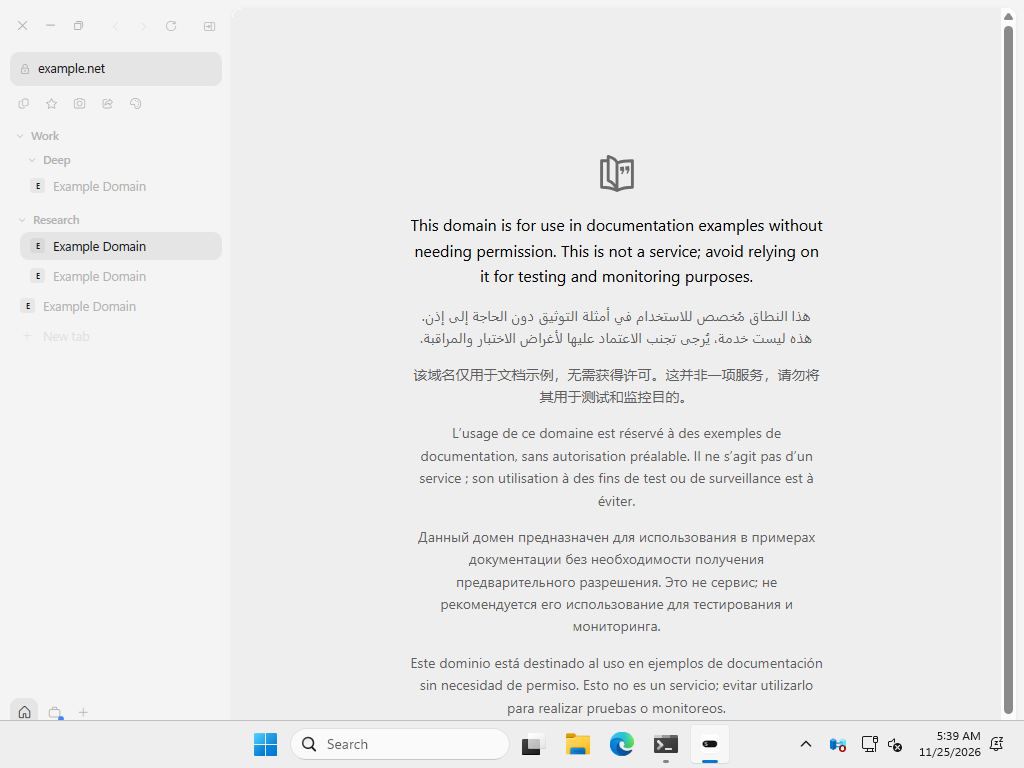 example.net
Work
Deep
E Example Domain
Research
E Example Domain
E Example Domain
E Example Domain
New tab
This domain is for use in documentation examples without
needing permission. This is not a service; avoid relying on
it for testing and monitoring purposes.
هذا النطاق مُخصص للاستخدام في أمثلة التوثيق دون الحاجة إلى إذن.
هذه ليست خدمة، يُرجى تجنب الاعتماد عليها لأغراض الاختبار والمراقبة.
该域名仅用于文档示例，无需获得许可。这并非一项服务，请勿将
其用于测试和监控目的。
L’usage de ce domaine est réservé à des exemples de
documentation, sans autorisation préalable. Il ne s’agit pas d’un
service ; son utilisation à des fins de test ou de surveillance est à
éviter.
Данный домен предназначен для использования в примерах
документации без необходимости получения
предварительного разрешения. Это не сервис; не
рекомендуется его использование для тестирования и
мониторинга.
Este dominio está destinado al uso en ejemplos de documentación
sin necesidad de permiso. Esto no es un servicio; evitar utilizarlo
para realizar pruebas o monitoreos.
Search
5:39 AM
11/25/2026